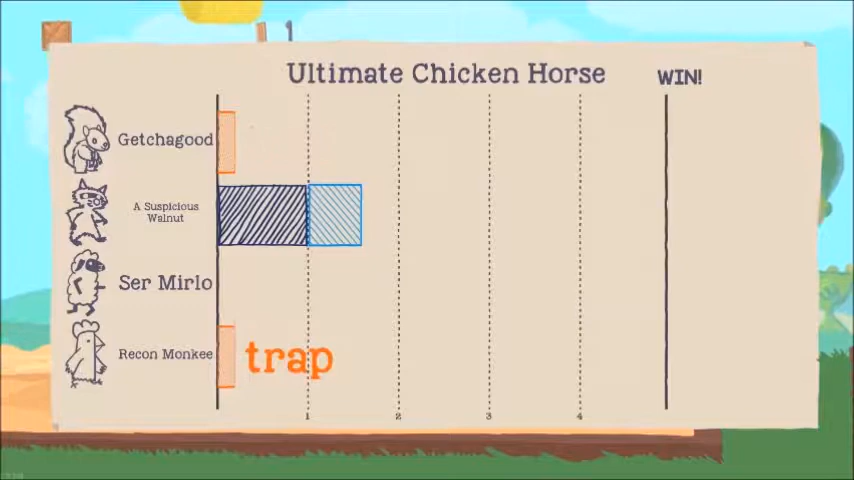 Ultimate Chicken Horse
WIN!
Getchagood
A Suspicious
Walnut
Ser Mirlo
Recon Monkee
trap
1 2 3 4